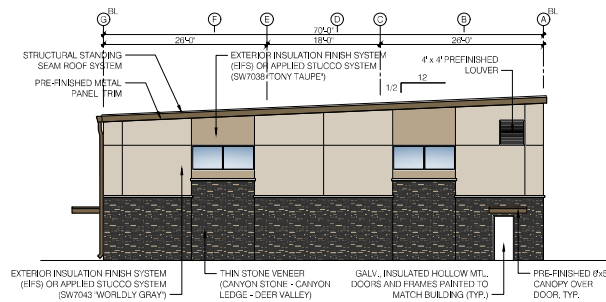 BL
BL
G
F
E
D
C
B
A
70'-0"
26'-0"
18'-0"
26'-0"
STRUCTURAL STANDING
SEAM ROOF SYSTEM
PRE-FINISHED METAL
PANEL TRIM
EXTERIOR INSULATION FINISH SYSTEM
(EIFS) OR APPLIED STUCCO SYSTEM
(SW7038 "TONY TAUPE")
4' x 4' PREFINISHED
LOUVER
12
1/2
EXTERIOR INSULATION FINISH SYSTEM
(EIFS) OR APPLIED STUCCO SYSTEM
(SW7043 "WORLDLY GRAY")
THIN STONE VENEER
(CANYON STONE - CANYON
LEDGE - DEER VALLEY)
GALV., INSULATED HOLLOW MTL.
DOORS AND FRAMES PAINTED TO
MATCH BUILDING (TYP.)
PRE-FINISHED
CANOPY OVER
DOOR, TYP.